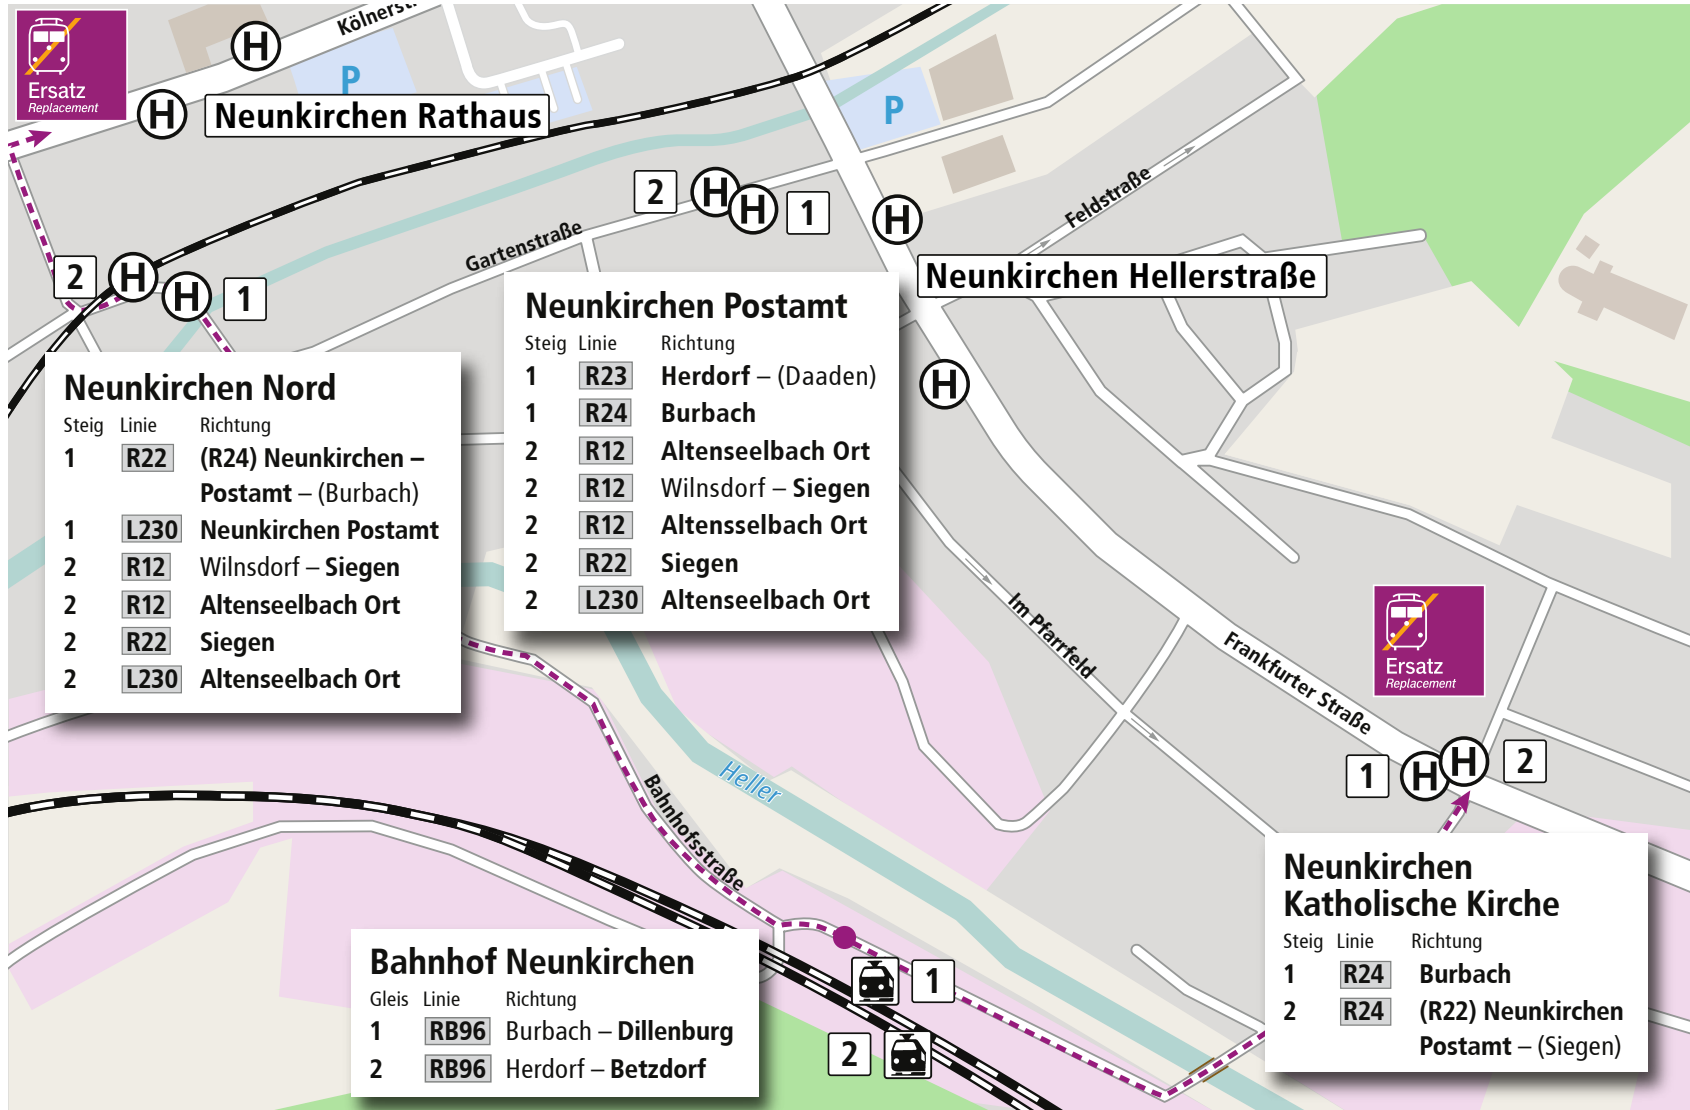 Ersatz
Replacement
Kölnerst
H
P
H
Neunkirchen Rathaus
P
2
H
H
1
H
Feldstraße
Gartenstraße
2
H
H
1
Neunkirchen Hellerstraße
H
Neunkirchen Postamt
Steig Linie Richtung
1 R23 Herdorf – (Daaden)
1 R24 Burbach
2 R12 Altenseelbach Ort
2 R12 Wilnsdorf – Siegen
2 R12 Altensselbach Ort
2 R22 Siegen
2 L230 Altenseelbach Ort
Neunkirchen Nord
Steig Linie Richtung
1 R22 (R24) Neunkirchen –
Postamt – (Burbach)
1 L230 Neunkirchen Postamt
2 R12 Wilnsdorf – Siegen
2 R12 Altenseelbach Ort
2 R22 Siegen
2 L230 Altenseelbach Ort
Im Pfarrfeld
Frankfurter Straße
Ersatz
Replacement
1
H
H
2
Heller
Bahnhofsstraße
Neunkirchen
Katholische Kirche
Steig Linie Richtung
1 R24 Burbach
2 R24 (R22) Neunkirchen
Postamt – (Siegen)
Bahnhof Neunkirchen
Gleis Linie Richtung
1 RB96 Burbach – Dillenburg
2 RB96 Herdorf – Betzdorf
1
2